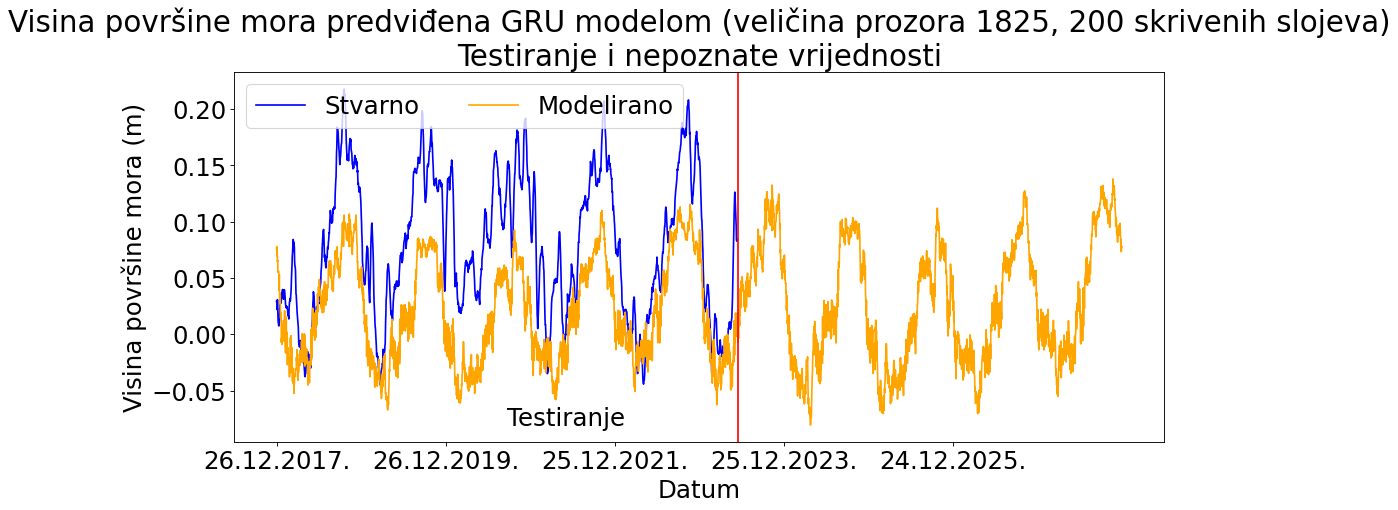 Visina površine mora predviđena GRU modelom (veličina prozora 1825, 200 skrivenih slojeva)
Testiranje i nepoznate vrijednosti
Stvarno Modelirano
Visina površine mora (m)
0.20
0.15
0.10
0.05
0.00
−0.05
Testiranje
26.12.2017. 26.12.2019. 25.12.2021. 25.12.2023. 24.12.2025.
Datum